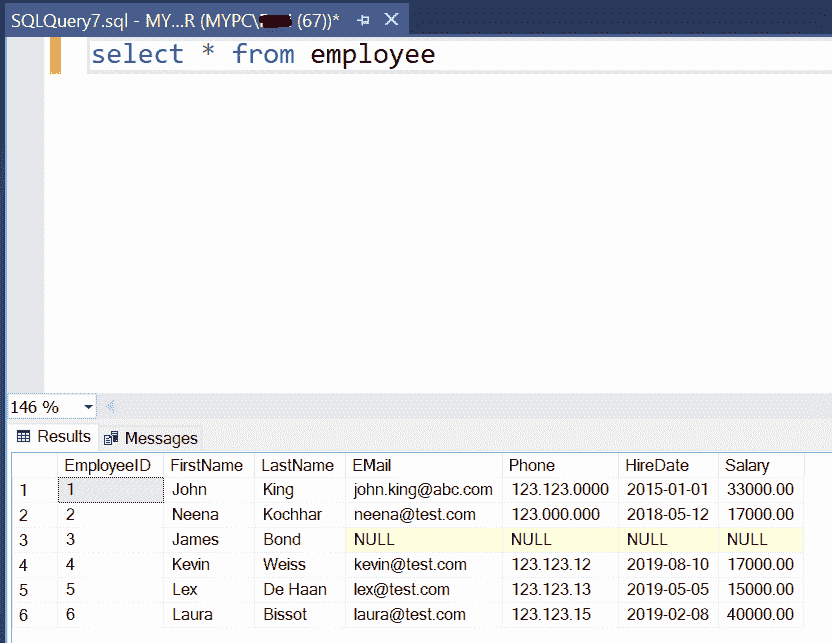 SQLQuery7.sql - MY...R (MYPC\ (67))*
select * from employee
146 %
Results Messages
EmployeeID FirstName LastName EMail Phone HireDate Salary
1 1 John King john.king@abc.com 123.123.0000 2015-01-01 33000.00
2 2 Neena Kochhar neena@test.com 123.000.000 2018-05-12 17000.00
3 3 James Bond NULL NULL NULL NULL
4 4 Kevin Weiss kevin@test.com 123.123.12 2019-08-10 17000.00
5 5 Lex De Haan lex@test.com 123.123.13 2019-05-05 15000.00
6 6 Laura Bissot laura@test.com 123.123.15 2019-02-08 40000.00